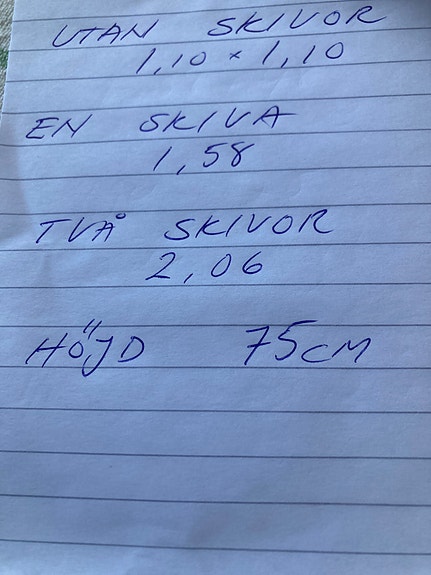 UTAN SKIVOR
1,10 × 1,10
EN SKIVA
1,58
TVÅ SKIVOR
2,06
HÖJD 75CM